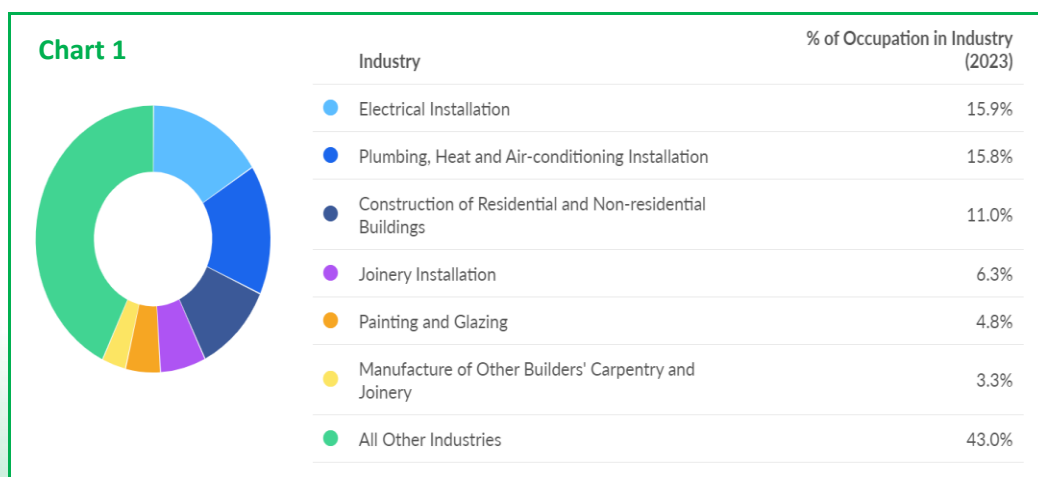 Chart 1
Industry
% of Occupation in Industry
(2023)
Electrical Installation 15.9%
Plumbing, Heat and Air-conditioning Installation 15.8%
Construction of Residential and Non-residential
Buildings 11.0%
Joinery Installation 6.3%
Painting and Glazing 4.8%
Manufacture of Other Builders' Carpentry and
Joinery 3.3%
All Other Industries 43.0%